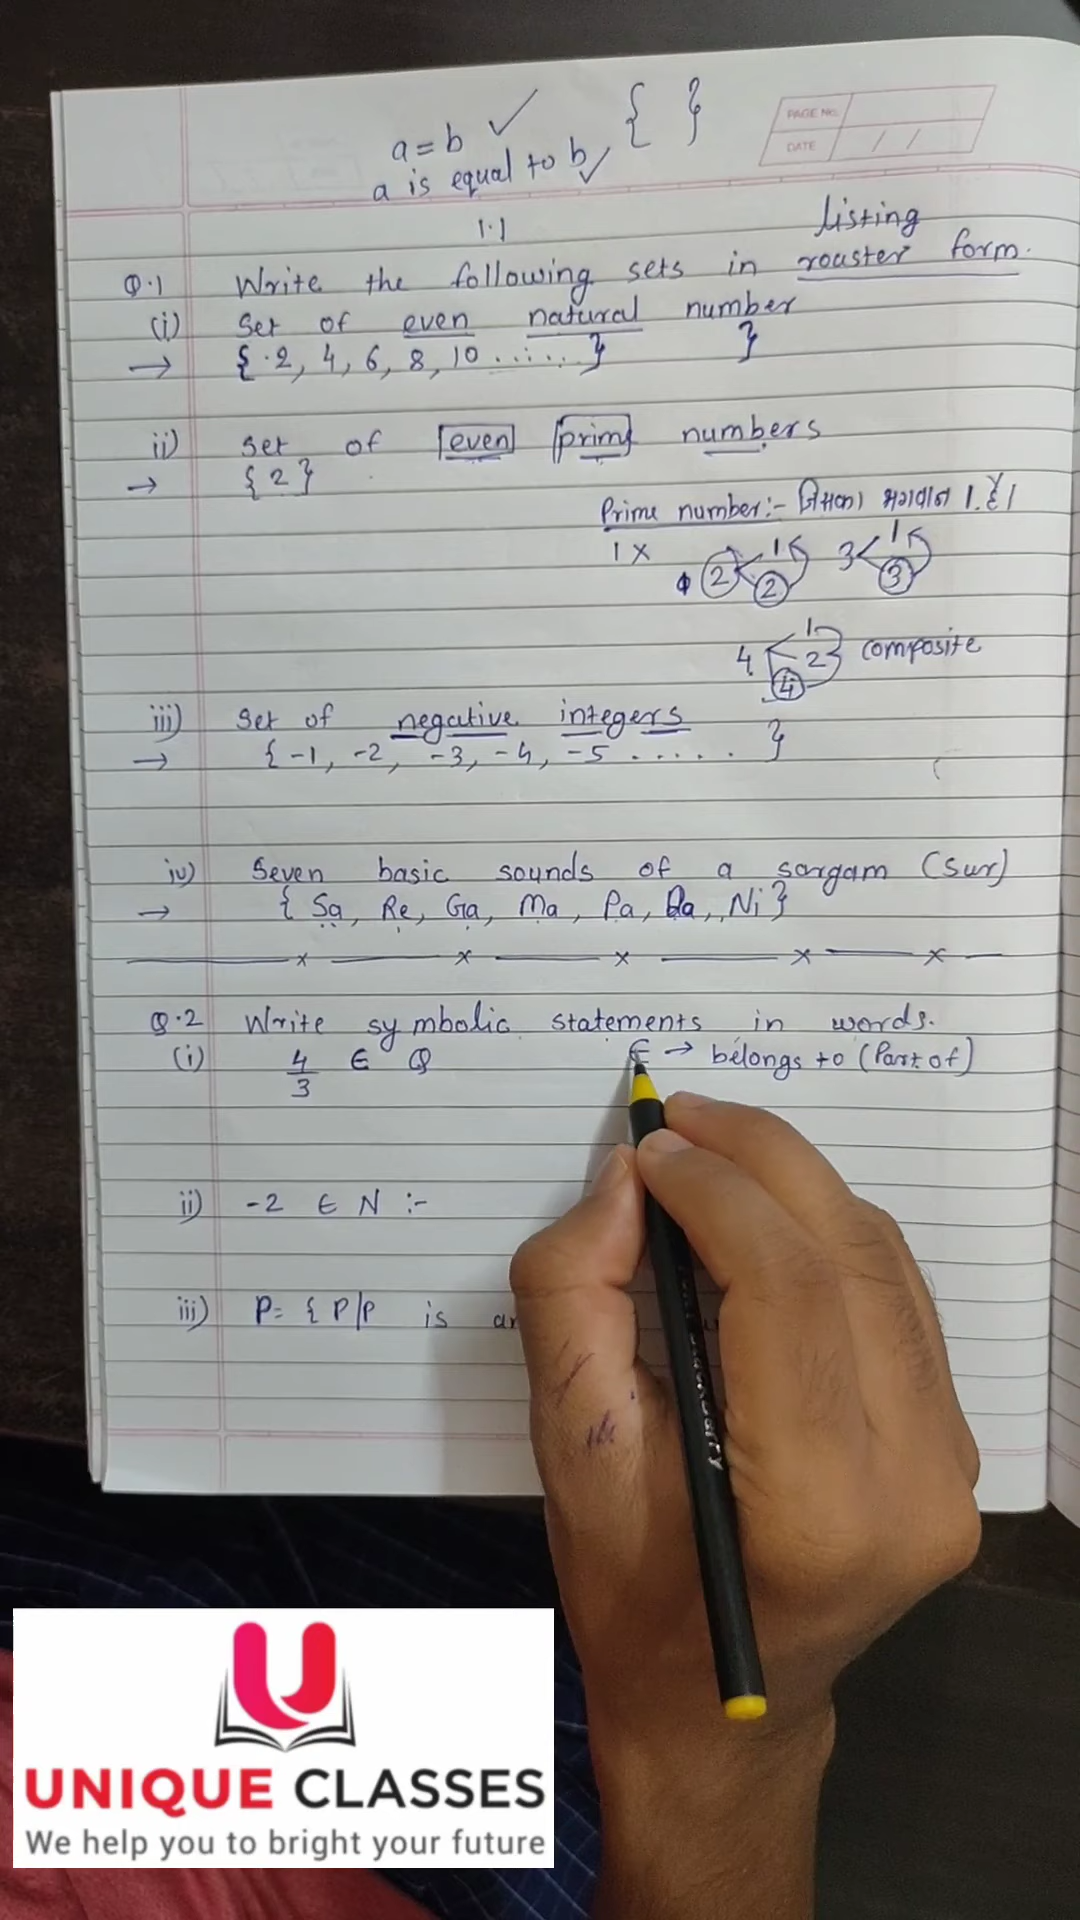 a = b ✓ { }
a is equal to b ✓
PAGE No.
DATE / /
1.1
listing
Q.1 Write the following sets in rouster form.
(i) Set of even natural number
→ { 2, 4, 6, 8, 10 ...... } }
ii) Set of even prime numbers
→ { 2 }
Prime number:- 1
1 × 2 < 1 2 3 < 1 3
4 < 1 2 4 composite
iii) Set of negative integers
→ { -1, -2, -3, -4, -5 ...... }
iv) Seven basic sounds of a sargam (Sur)
→ { Sa, Re, Ga, Ma, Pa, Da, Ni }
Q.2 Write symbolic statements in words.
(i) 4/3 ∈ Q ∈ → belongs to (Part of)
ii) -2 ∈ N :-
iii) P = { P/P is an
UNIQUE CLASSES
We help you to bright your future